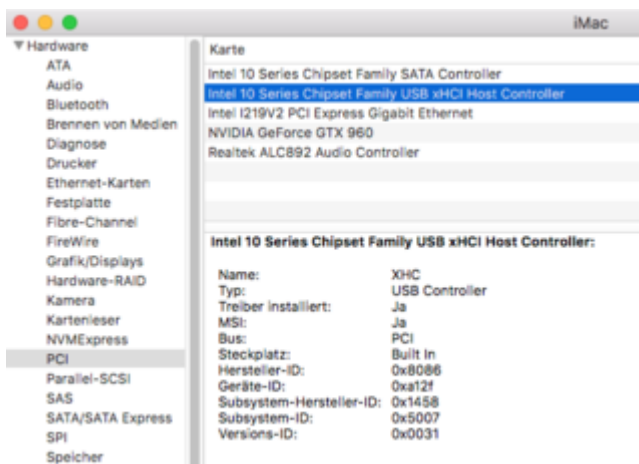 iMac
Hardware
ATA
Audio
Bluetooth
Brennen von Medien
Diagnose
Drucker
Ethernet-Karten
Festplatte
Fibre-Channel
FireWire
Grafik/Displays
Hardware-RAID
Kamera
Kartenleser
NVMExpress
PCI
Parallel-SCSI
SAS
SATA/SATA Express
SPI
Speicher
Karte
Intel 10 Series Chipset Family SATA Controller
Intel 10 Series Chipset Family USB xHCI Host Controller
Intel I219V2 PCI Express Gigabit Ethernet
NVIDIA GeForce GTX 960
Realtek ALC892 Audio Controller
Intel 10 Series Chipset Family USB xHCI Host Controller:
Name: XHC
Typ: USB Controller
Treiber installiert: Ja
MSI: Ja
Bus: PCI
Steckplatz: Built In
Hersteller-ID: 0x8086
Geräte-ID: 0xa12f
Subsystem-Hersteller-ID: 0x1458
Subsystem-ID: 0x5007
Versions-ID: 0x0031